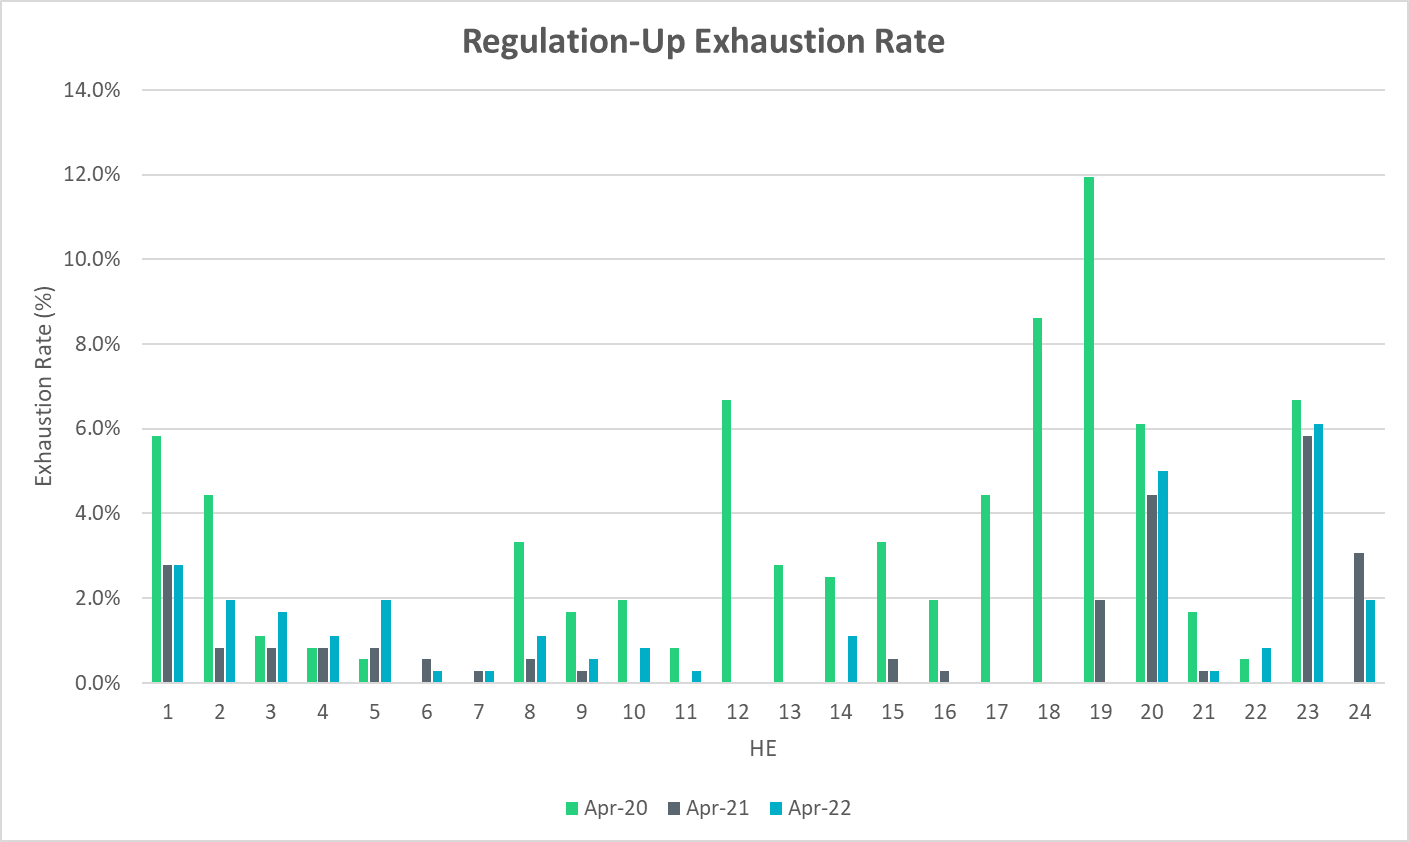 Regulation-Up Exhaustion Rate
14.0%
12.0%
10.0%
8.0%
6.0%
4.0%
2.0%
0.0%
Exhaustion Rate (%)
1 2 3 4 5 6 7 8 9 10 11 12 13 14 15 16 17 18 19 20 21 22 23 24
HE
Apr-20 Apr-21 Apr-22